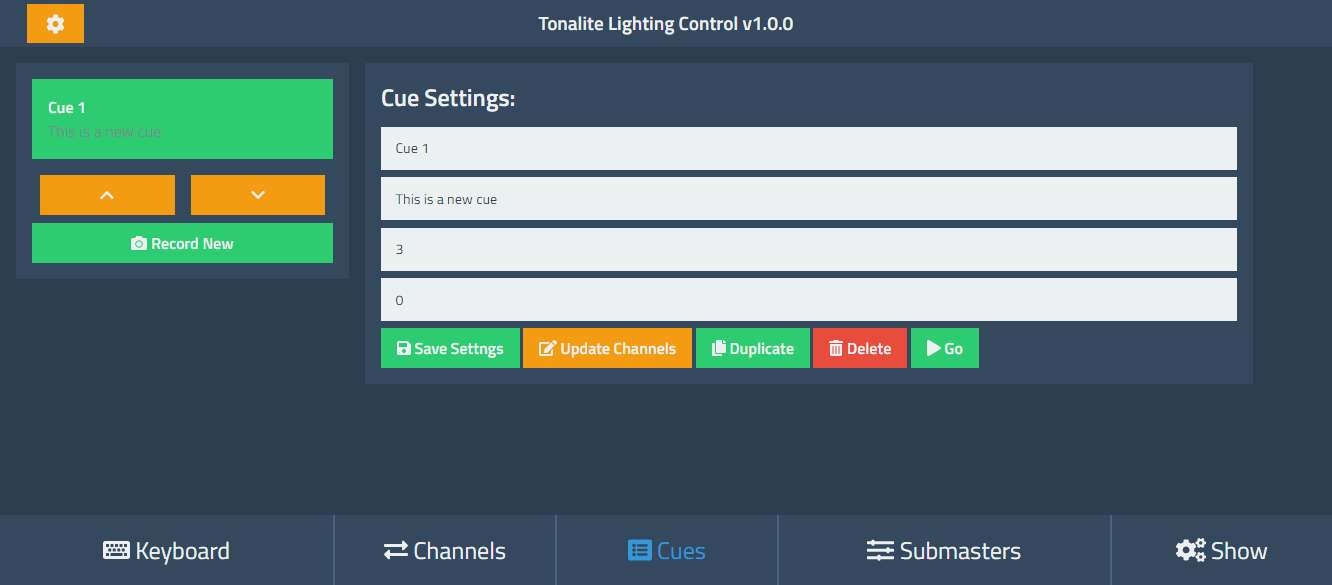 Tonalite Lighting Control v1.0.0
Cue 1
This is a new cue
Record New
Cue Settings:
Cue 1
This is a new cue
3
0
Save Settngs Update Channels Duplicate Delete Go
Keyboard Channels Cues Submasters Show